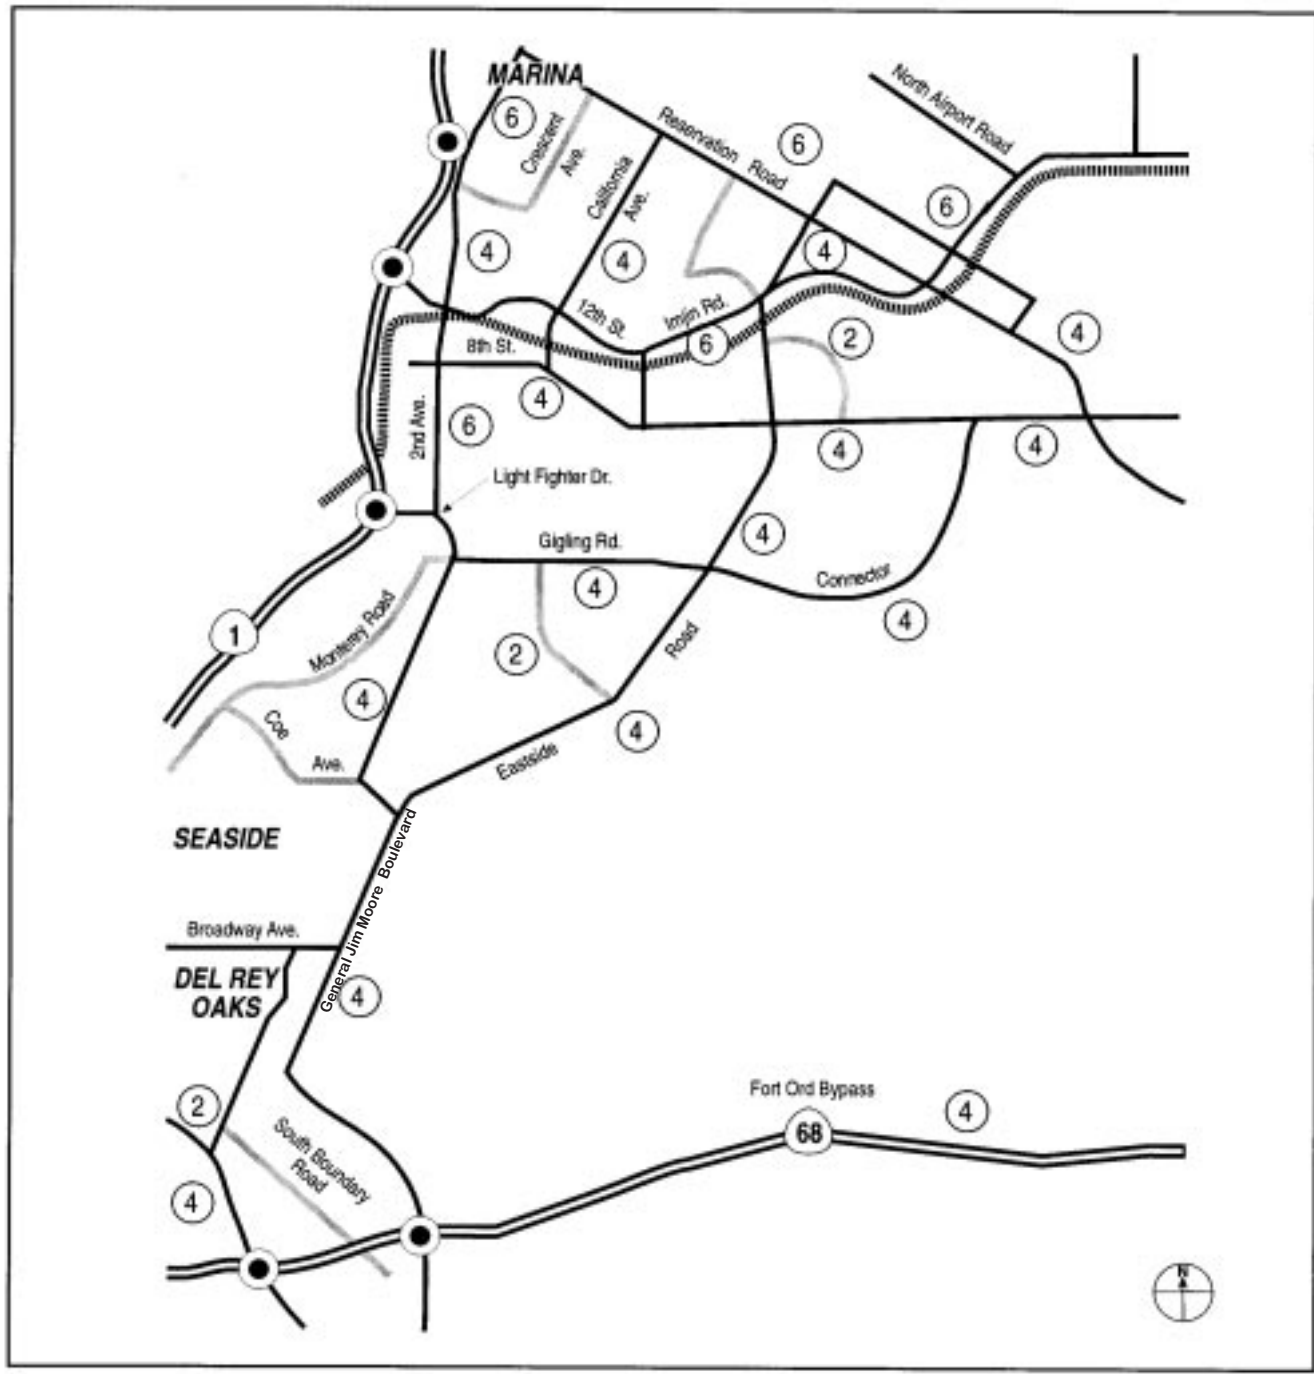 MARINA
6
Crescent
Ave.
Reservation
Road
6
North Airport Road
California
Ave.
6
4
4
4
12th St.
Imjin Rd.
6
8th St.
2
4
4
2nd Ave.
6
4
4
Light Fighter Dr.
Gigling Rd.
4
4
Connector
4
1
Monterey Road
2
Road
4
Coe
Ave.
4
Eastside
SEASIDE
General Jim Moore Boulevard
Broadway Ave.
DEL REY
OAKS
4
2
Fort Ord Bypass
4
68
South Boundary
Road
4
N